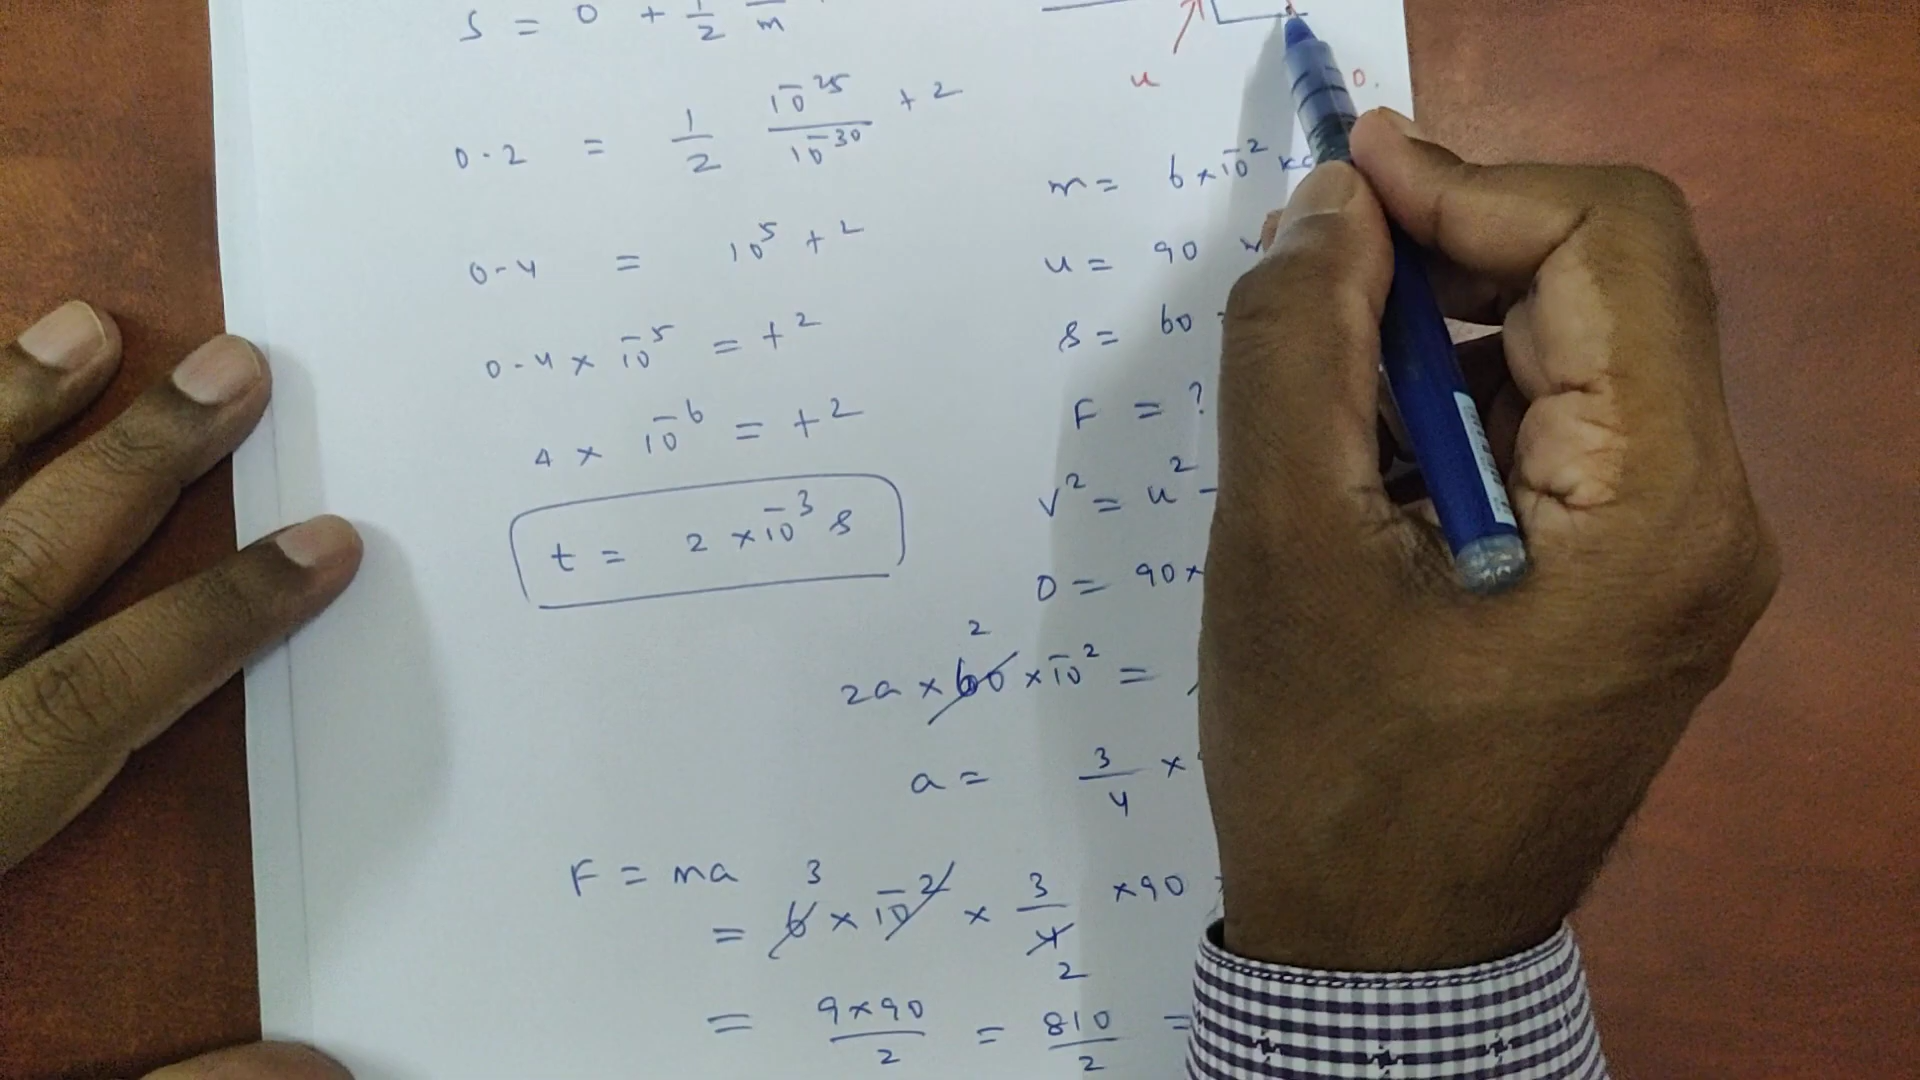 S = 0 + 1/2 /m
0.2 = 1/2 10^-25/10^-30 t^2
0.4 = 10^5 t^2
0.4 × 10^-5 = t^2
4 × 10^-6 = t^2
t = 2 × 10^-3 s
u
0.
m = 6 × 10^-2 kg
u = 90 m
s = 60
F = ?
v^2 = u^2 -
0 = 90 ×
2
2a × 60 × 10^-2 =
a = 3/4 ×
F = ma
3
= 6 × 10^-2 × 3/4 × 90
2
= 9×90/2 = 810/2 =